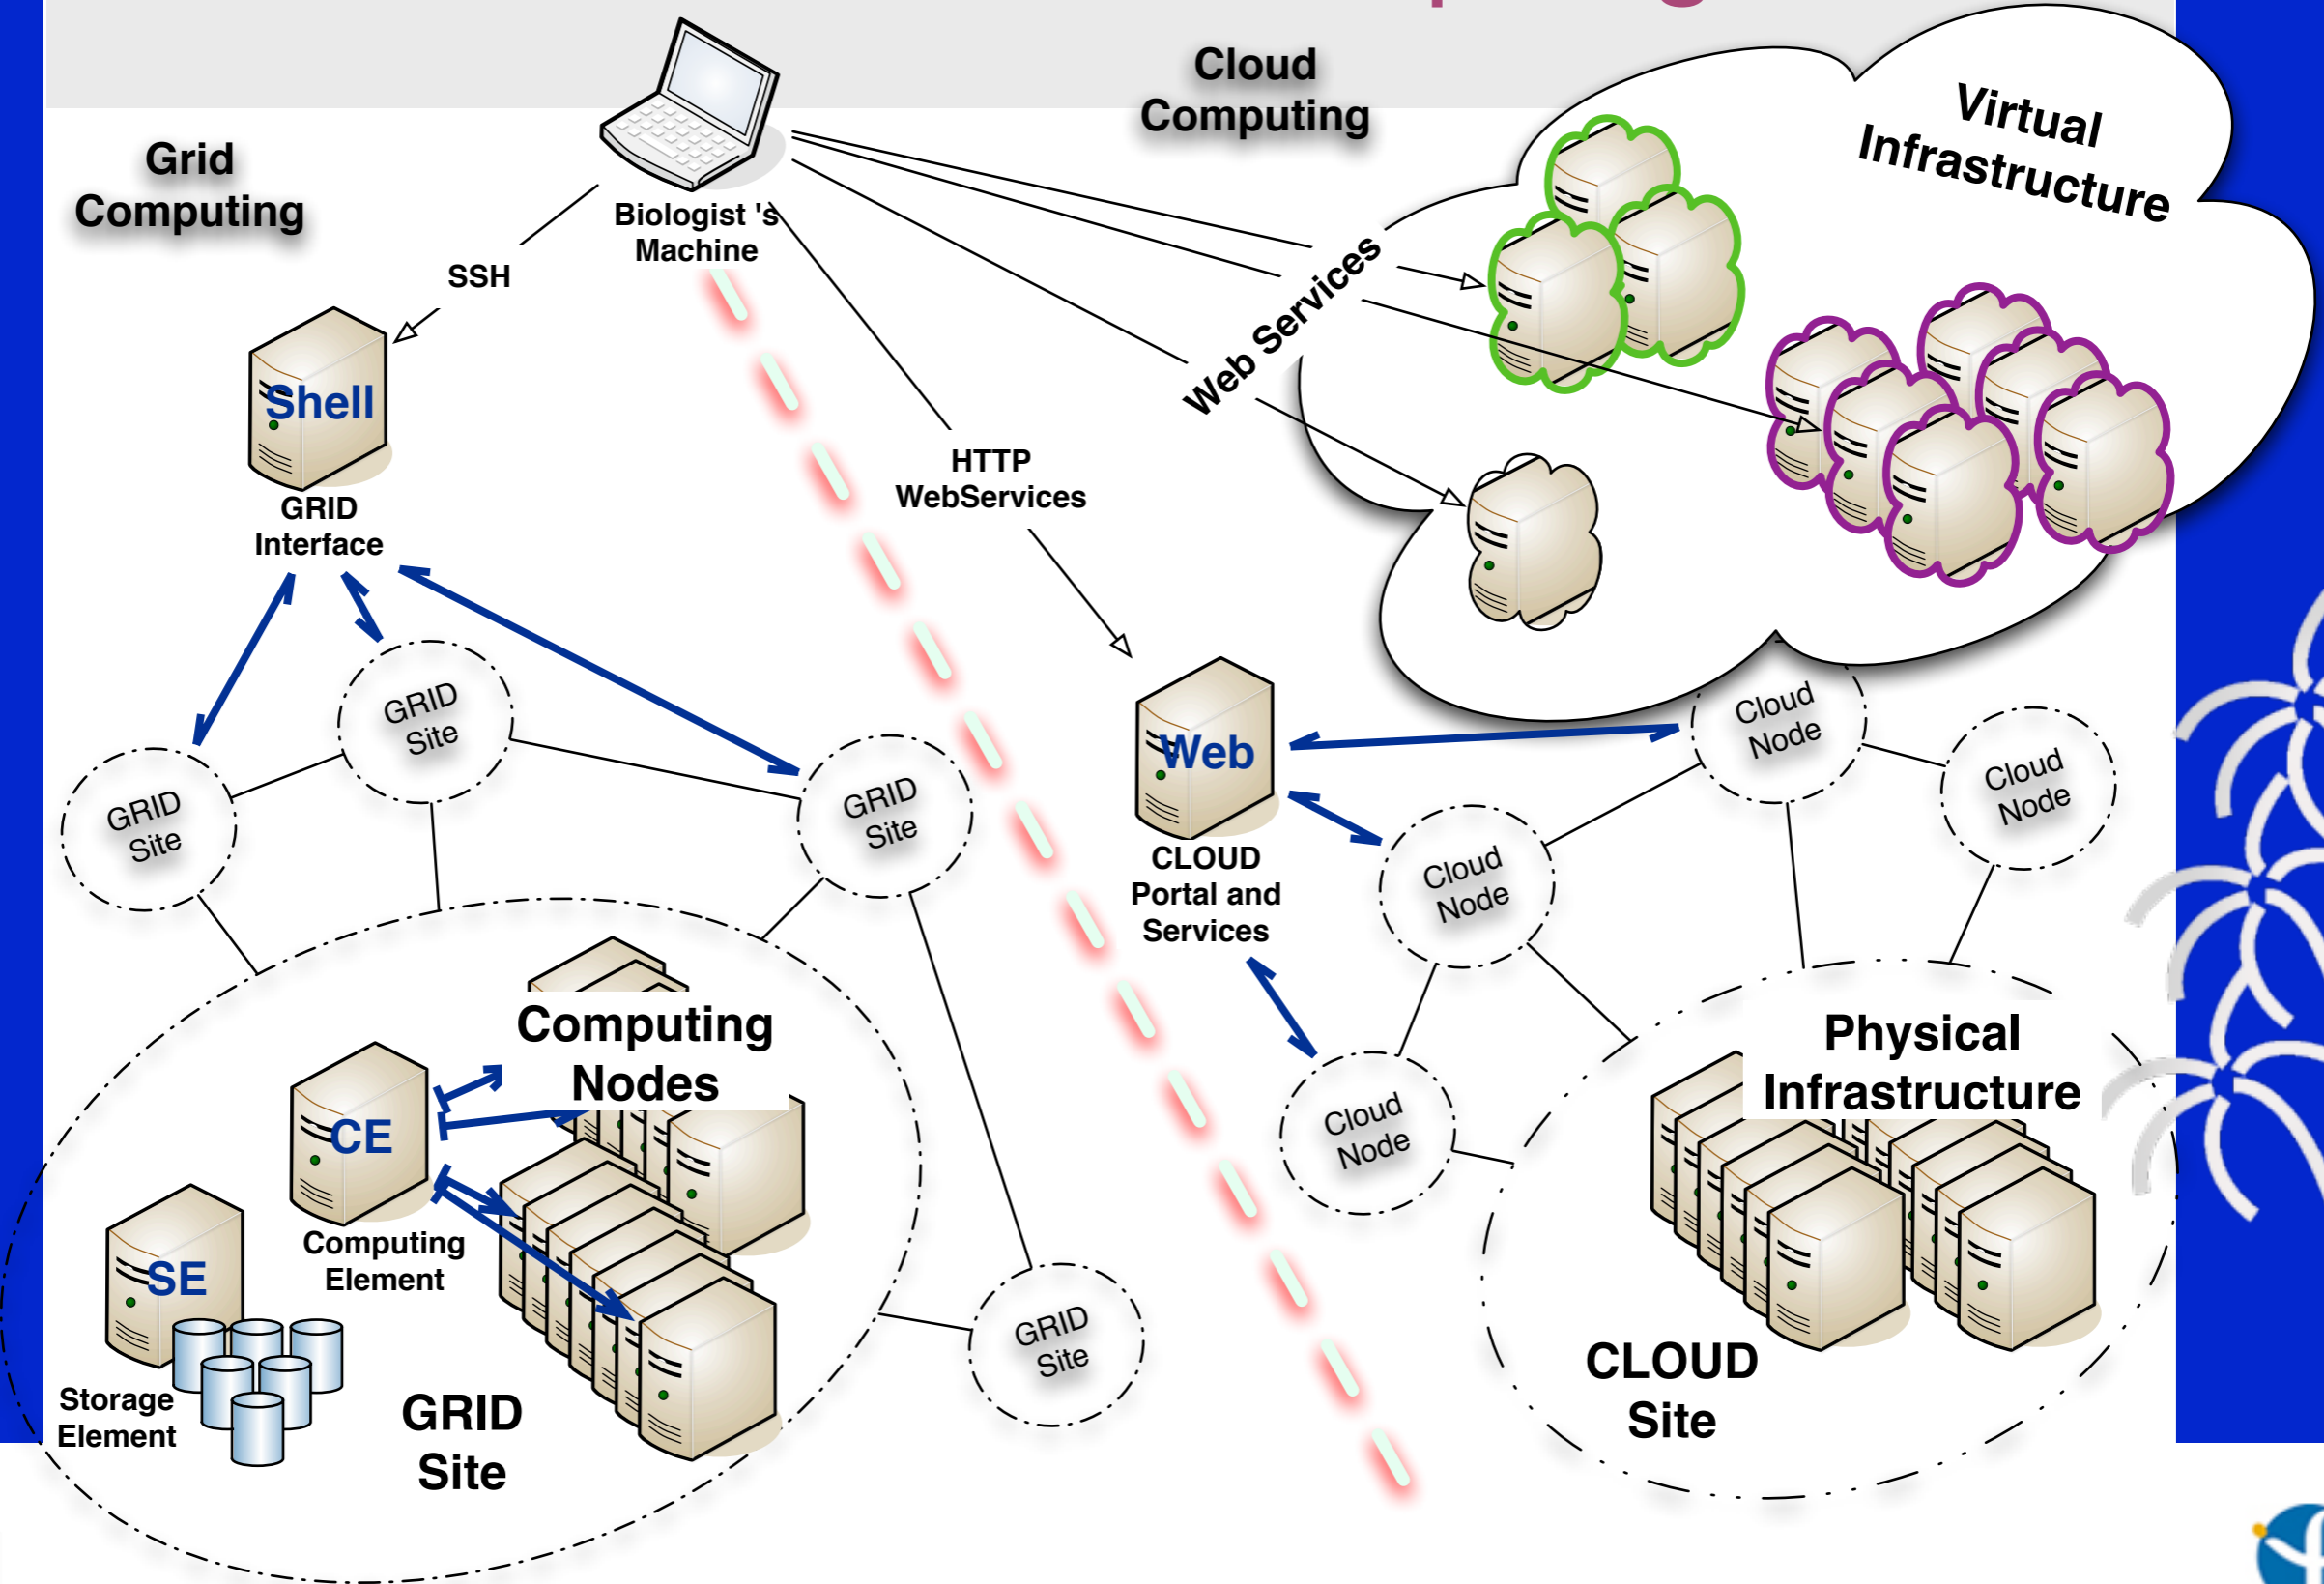 Cloud
Computing
Virtual
Infrastructure
Grid
Computing
Biologist 's
Machine
SSH
Web Services
Shell
HTTP
WebServices
GRID
Interface
GRID
Site
GRID
Site
GRID
Site
Web
Cloud
Node
Cloud
Node
Cloud
Node
CLOUD
Portal and
Services
Computing
Nodes
Physical
Infrastructure
CE
Cloud
Node
Computing
Element
SE
GRID
Site
Storage
Element
GRID
Site
CLOUD
Site